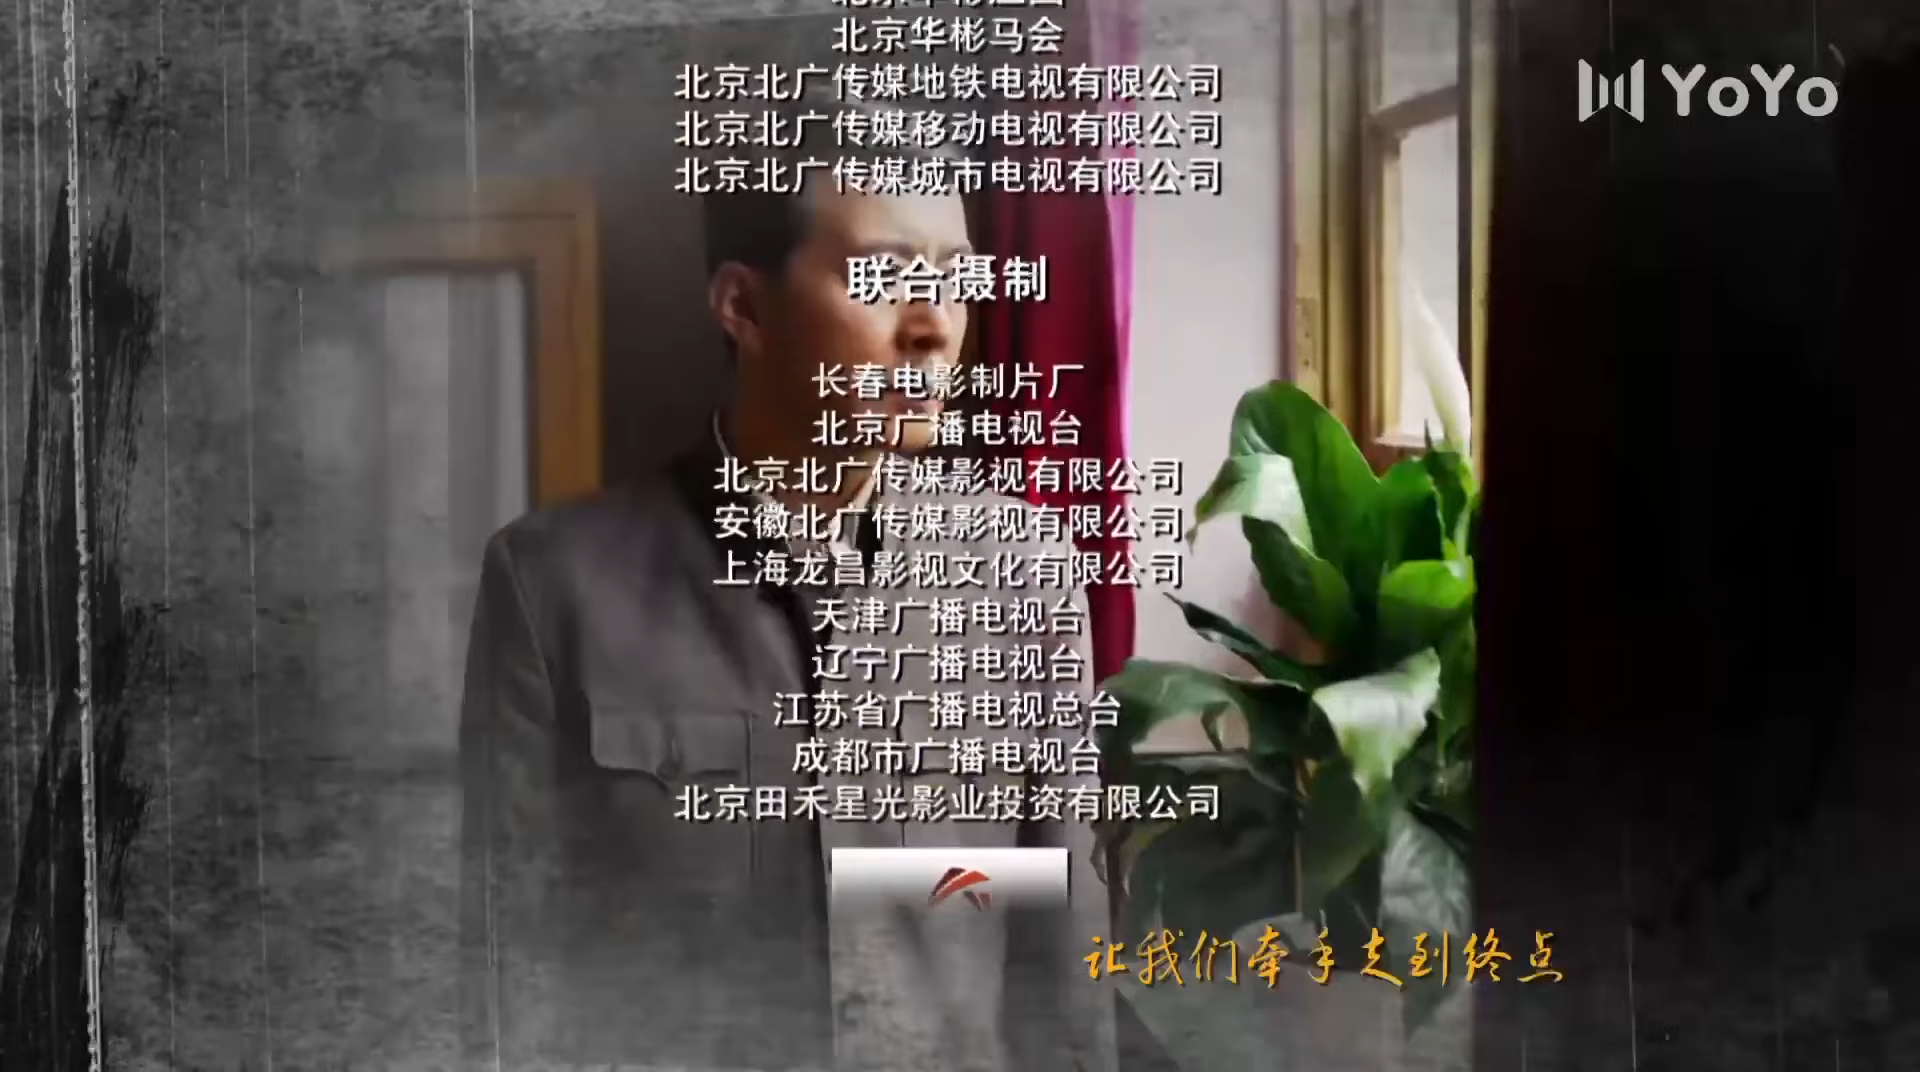 北京华彬马会
北京北广传媒地铁电视有限公司
北京北广传媒移动电视有限公司
北京北广传媒城市电视有限公司
联合摄制
长春电影制片厂
北京广播电视台
北京北广传媒影视有限公司
安徽北广传媒影视有限公司
上海龙昌影视文化有限公司
天津广播电视台
辽宁广播电视台
江苏省广播电视总台
成都市广播电视台
北京田禾星光影业投资有限公司
让我们牵手走到终点
YoYo